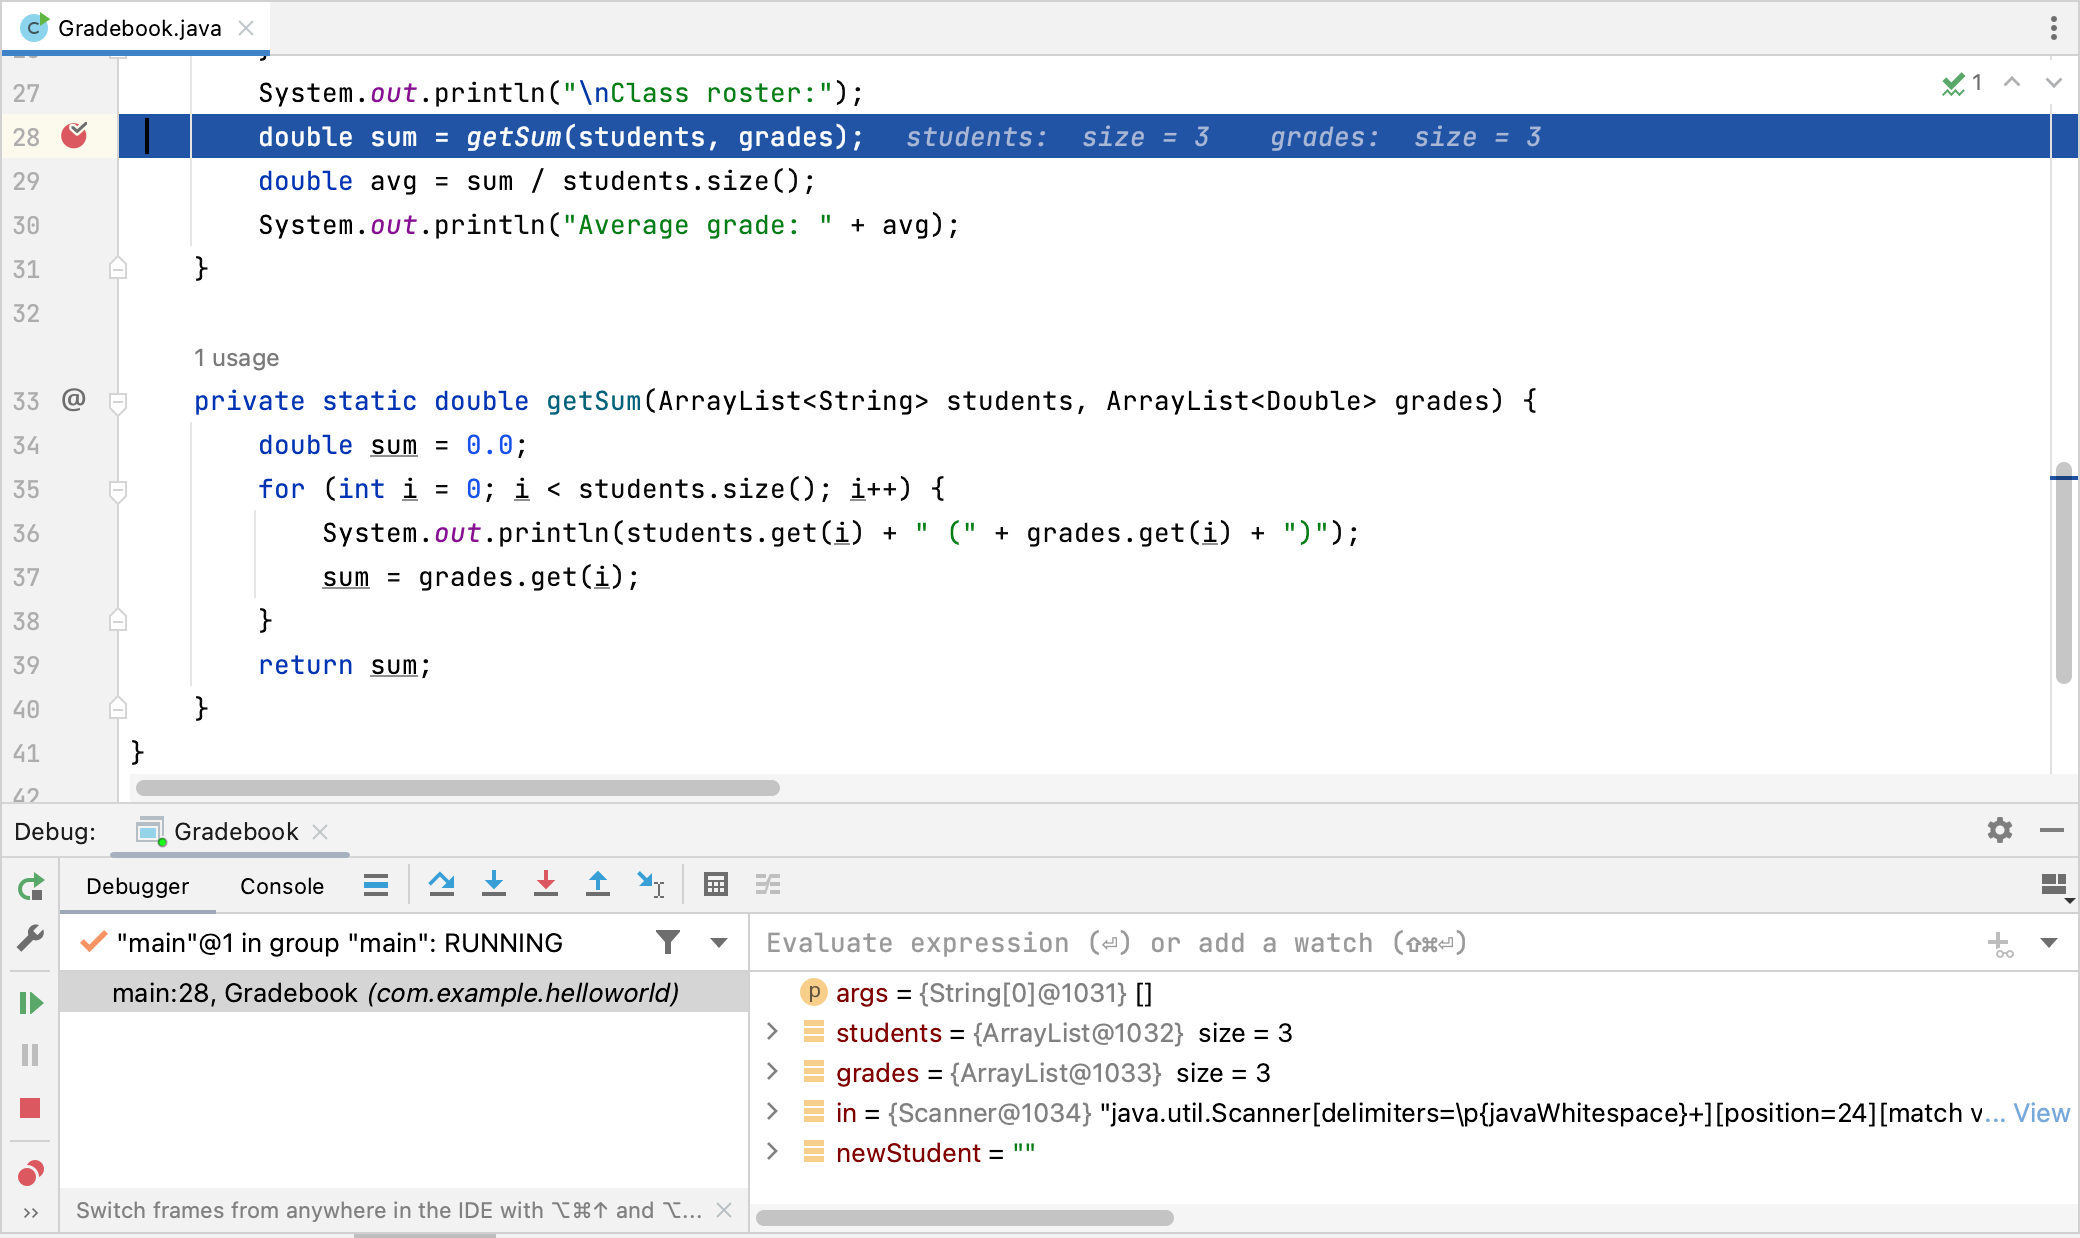 Gradebook.java
27 System.out.println("\nClass roster:"); 1
28 double sum = getSum(students, grades); students: size = 3 grades: size = 3
29 double avg = sum / students.size();
30 System.out.println("Average grade: " + avg);
31 }
32
1 usage
33 @ private static double getSum(ArrayList<String> students, ArrayList<Double> grades) {
34 double sum = 0.0;
35 for (int i = 0; i < students.size(); i++) {
36 System.out.println(students.get(i) + " (" + grades.get(i) + ")");
37 sum = grades.get(i);
38 }
39 return sum;
40 }
41 }
42
Debug: Gradebook
Debugger Console
"main"@1 in group "main": RUNNING
Evaluate expression (⏎) or add a watch (⇧⌘⏎)
main:28, Gradebook (com.example.helloworld)
p args = {String[0]@1031} []
students = {ArrayList@1032} size = 3
grades = {ArrayList@1033} size = 3
in = {Scanner@1034} "java.util.Scanner[delimiters=\p{javaWhitespace}+][position=24][match v... View
newStudent = ""
Switch frames from anywhere in the IDE with ⌥⌘↑ and ⌥...